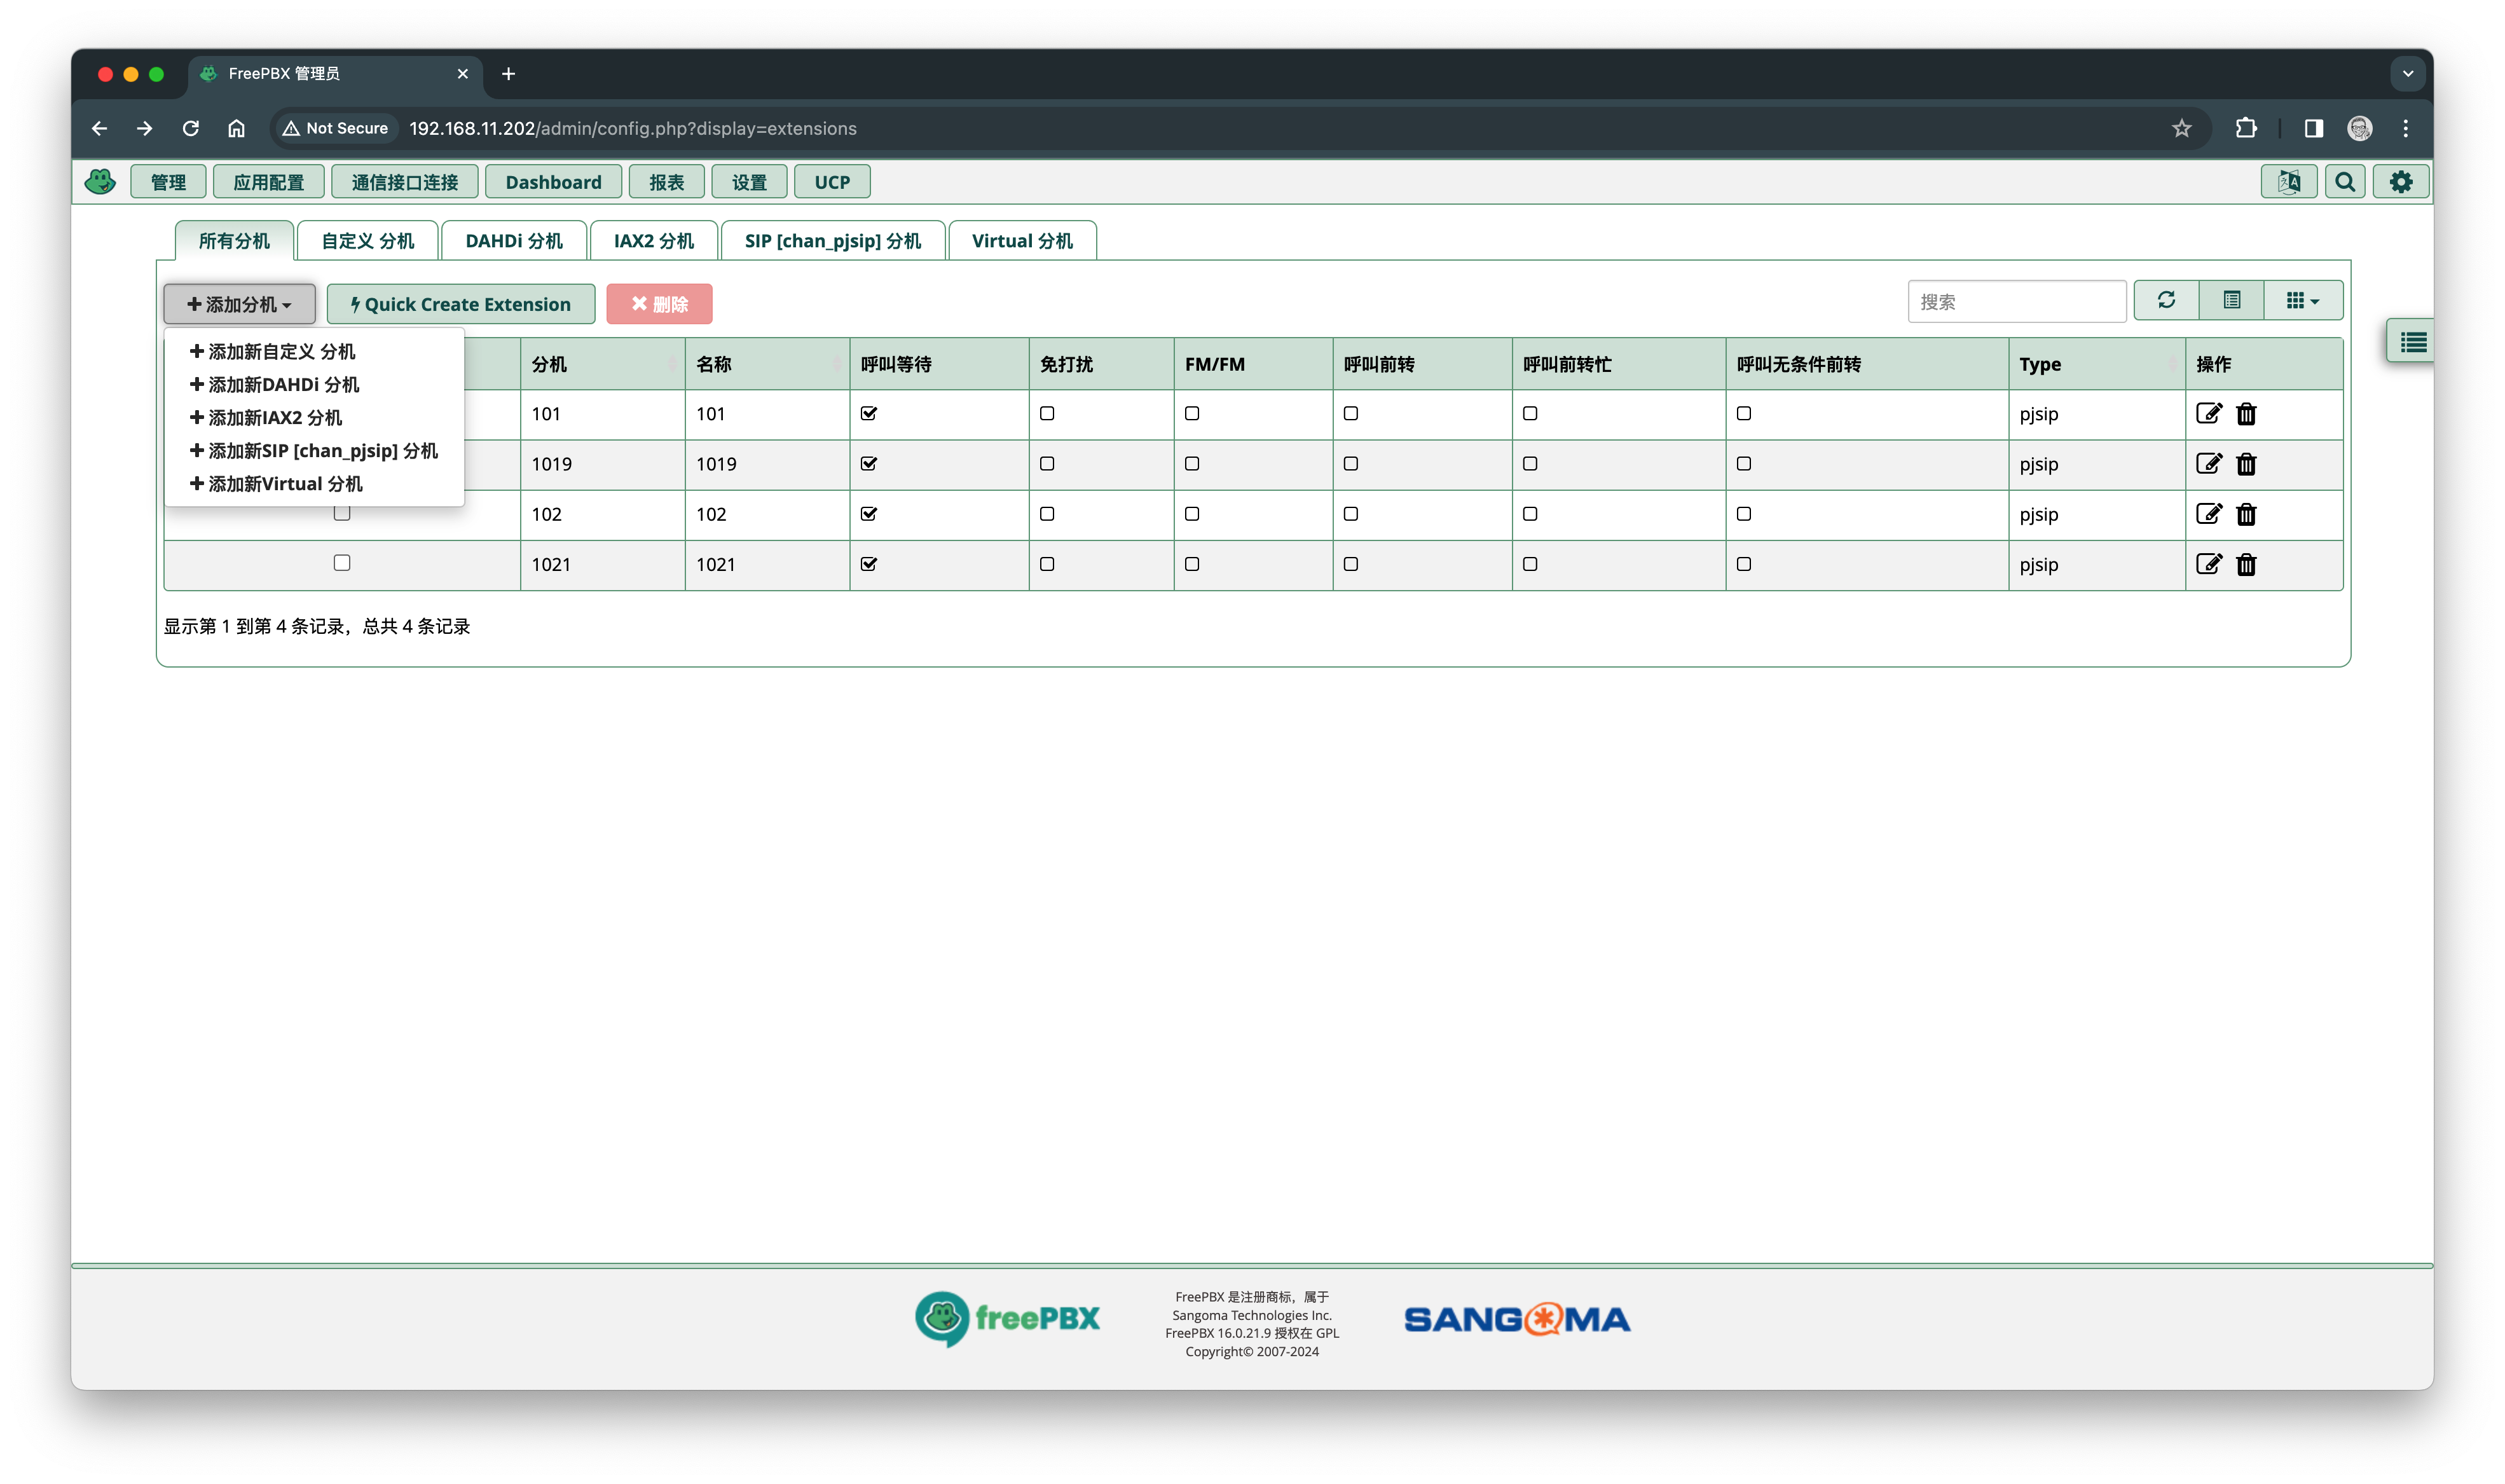 FreePBX 管理员
Not Secure 192.168.11.202/admin/config.php?display=extensions
管理 应用配置 通信接口连接 Dashboard 报表 设置 UCP
所有分机 自定义 分机 DAHDi 分机 IAX2 分机 SIP [chan_pjsip] 分机 Virtual 分机
添加分机 Quick Create Extension 删除 搜索
添加新自定义 分机
添加新DAHDi 分机
添加新IAX2 分机
添加新SIP [chan_pjsip] 分机
添加新Virtual 分机
分机 名称 呼叫等待 免打扰 FM/FM 呼叫前转 呼叫前转忙 呼叫无条件前转 Type 操作
101 101 pjsip
1019 1019 pjsip
102 102 pjsip
1021 1021 pjsip
显示第 1 到第 4 条记录，总共 4 条记录
freePBX
FreePBX 是注册商标，属于
Sangoma Technologies Inc.
FreePBX 16.0.21.9 授权在 GPL
Copyright© 2007-2024
SANGOMA